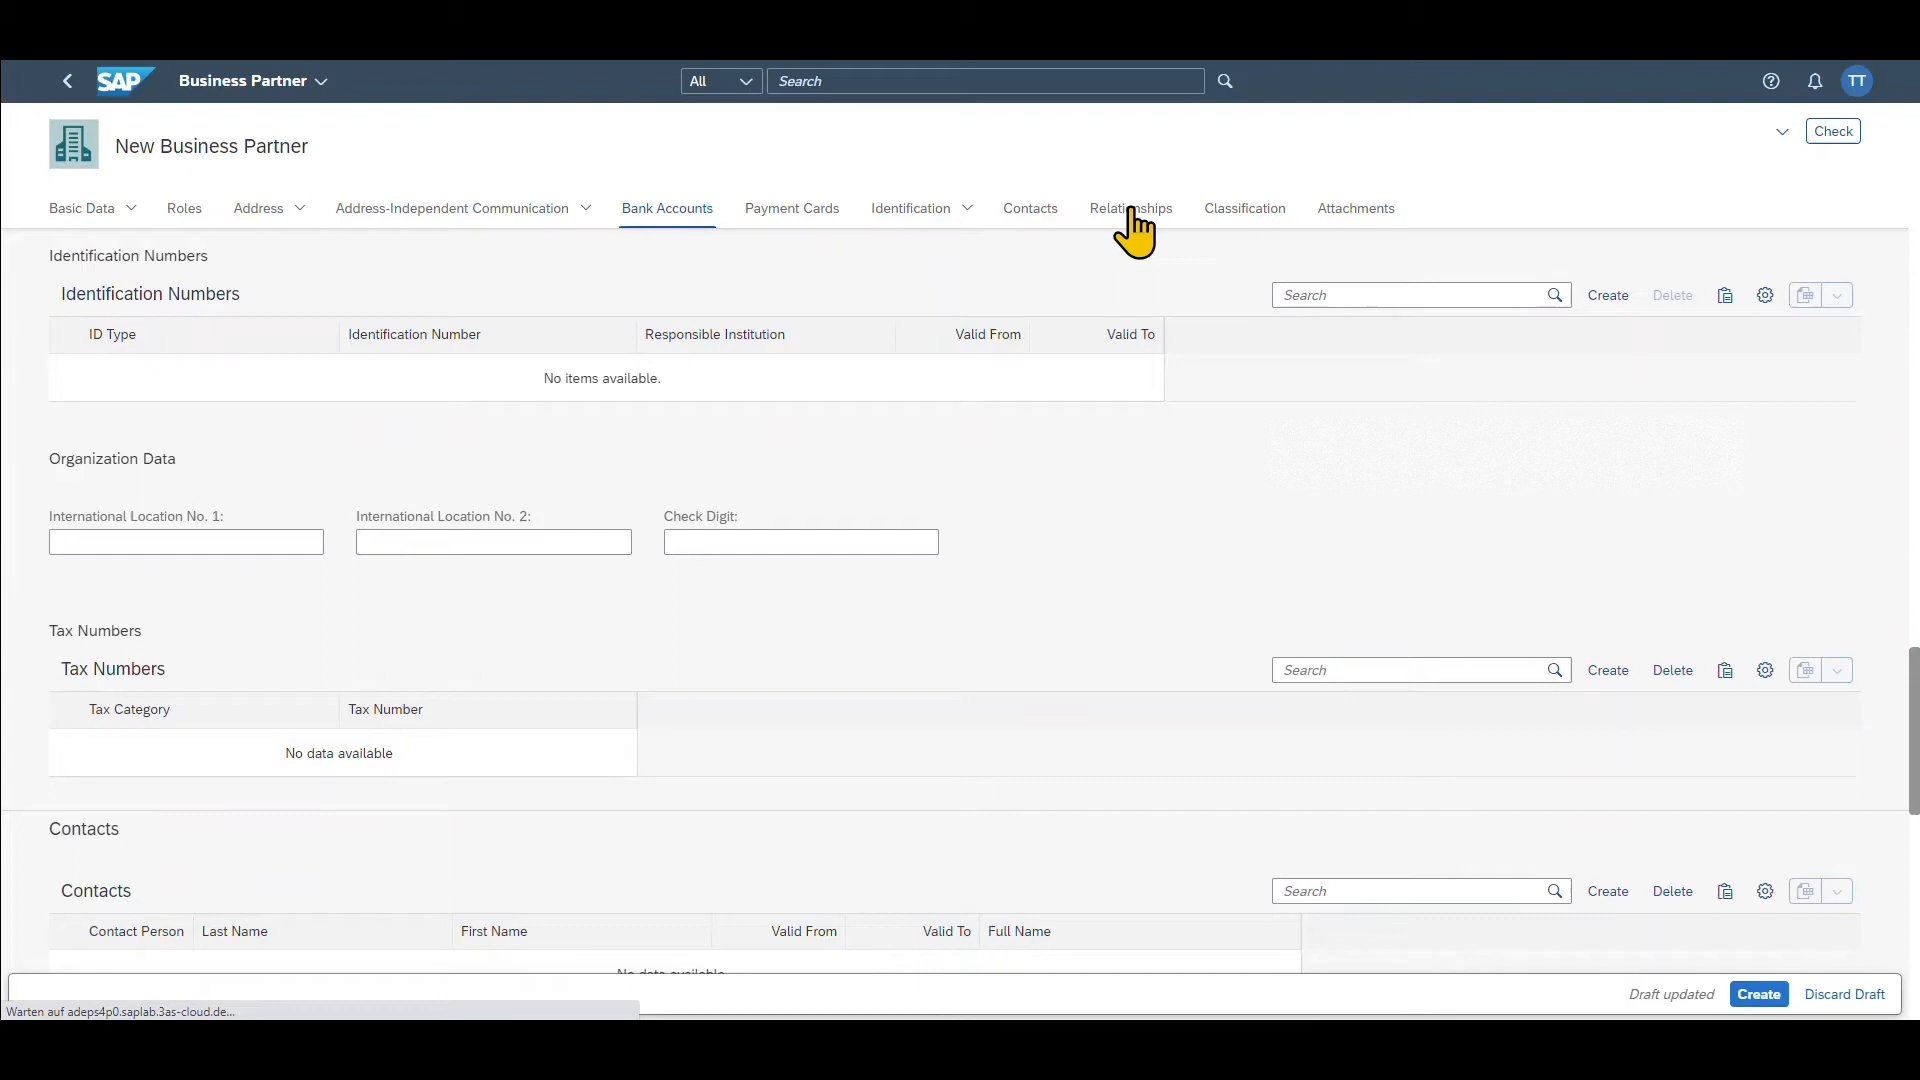 SAP Business Partner All Search TT
New Business Partner Check
Basic Data Roles Address Address-Independent Communication Bank Accounts Payment Cards Identification Contacts Relationships Classification Attachments
Identification Numbers
Identification Numbers Search Create Delete
ID Type Identification Number Responsible Institution Valid From Valid To
No items available.
Organization Data
International Location No. 1: International Location No. 2: Check Digit:
Tax Numbers
Tax Numbers Search Create Delete
Tax Category Tax Number
No data available
Contacts
Contacts Search Create Delete
Contact Person Last Name First Name Valid From Valid To Full Name
No data available
Draft updated Create Discard Draft
Warten auf adeps4p0.saplab.3as-cloud.de...